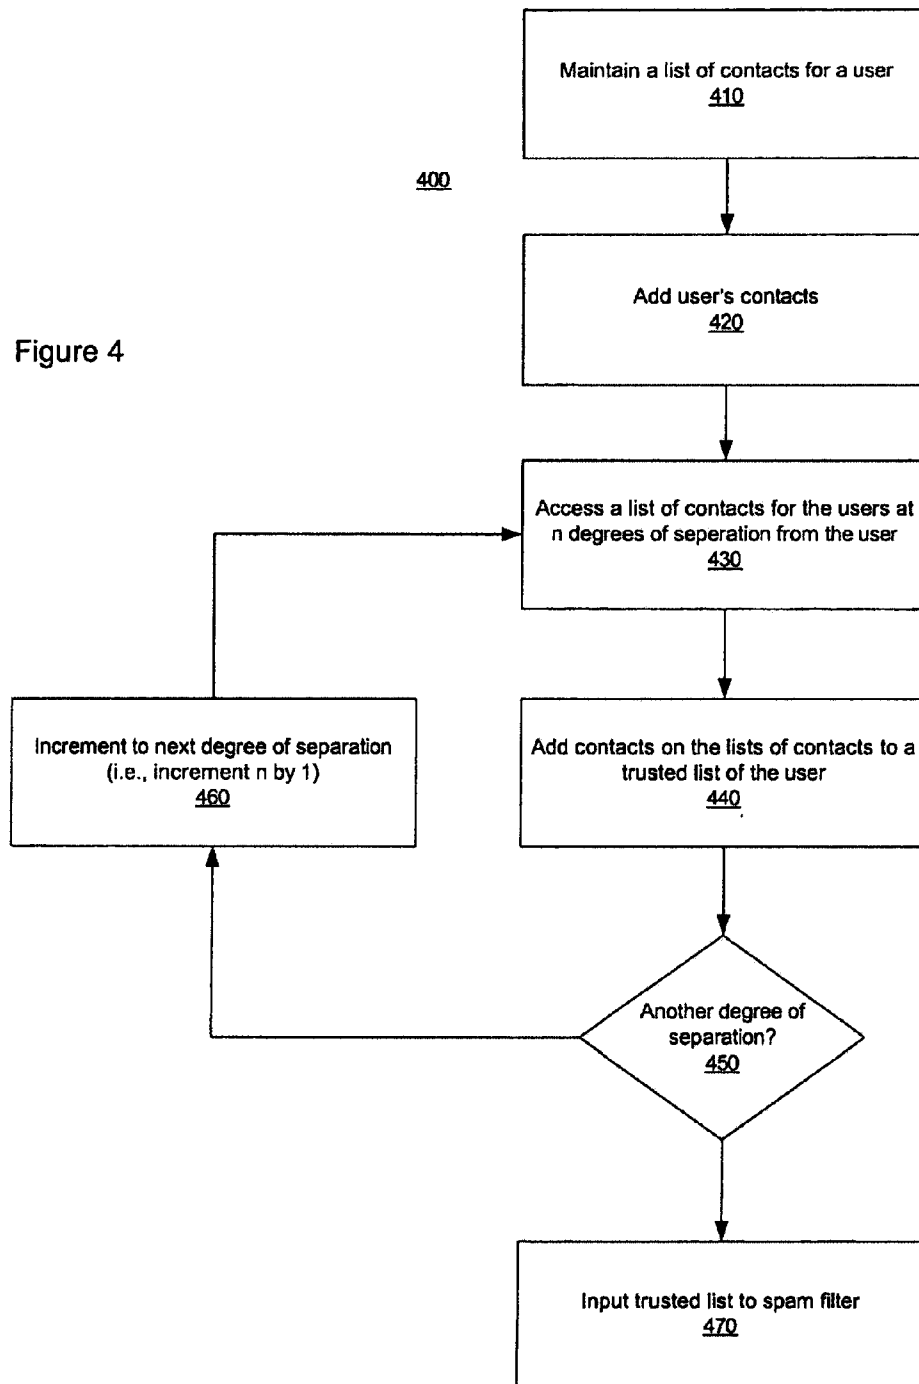 Maintain a list of contacts for a user
410
400
Add user's contacts
420
Figure 4
Access a list of contacts for the users at
n degrees of seperation from the user
430
Increment to next degree of separation
(i.e., increment n by 1)
460
Add contacts on the lists of contacts to a
trusted list of the user
440
Another degree of
separation?
450
Input trusted list to spam filter
470